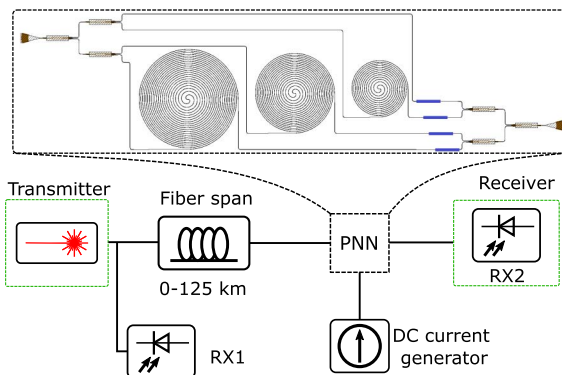 Transmitter
Fiber span
Receiver
PNN
RX2
0-125 km
RX1
DC current
generator